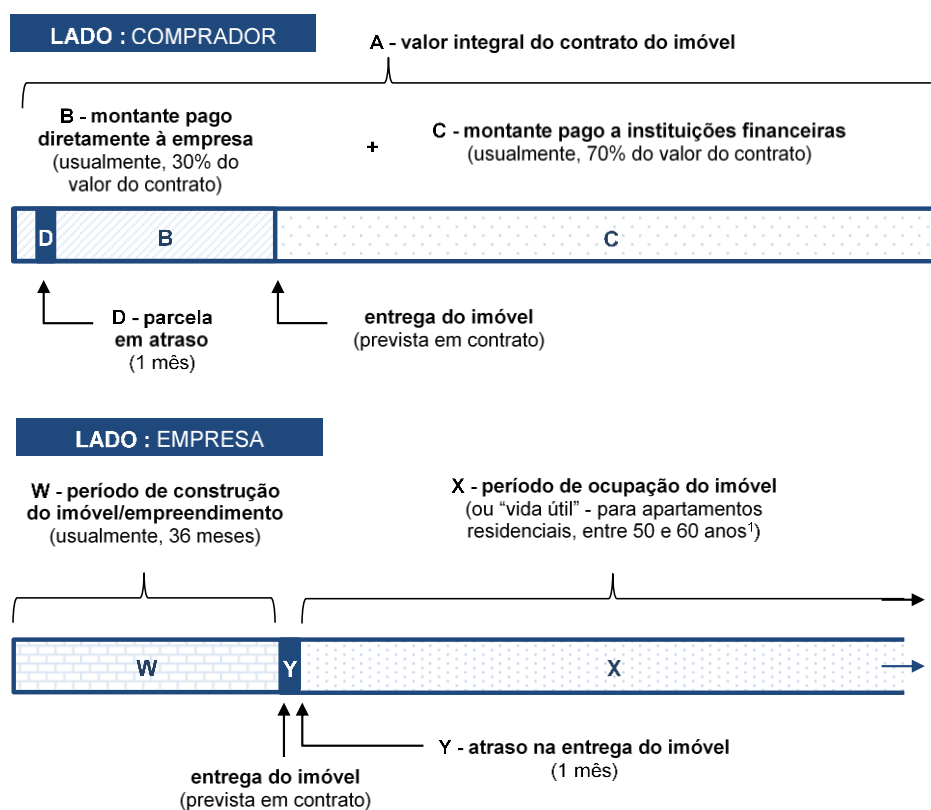 LADO : COMPRADOR
A - valor integral do contrato do imóvel
B - montante pago
diretamente à empresa
(usualmente, 30% do
valor do contrato)
+
C - montante pago a instituições financeiras
(usualmente, 70% do valor do contrato)
D
B
C
D - parcela
em atraso
(1 mês)
entrega do imóvel
(prevista em contrato)
LADO : EMPRESA
W - período de construção
do imóvel/empreendimento
(usualmente, 36 meses)
X - período de ocupação do imóvel
(ou “vida útil” - para apartamentos
residenciais, entre 50 e 60 anos¹)
W
Y
X
Y - atraso na entrega do imóvel
(1 mês)
entrega do imóvel
(prevista em contrato)